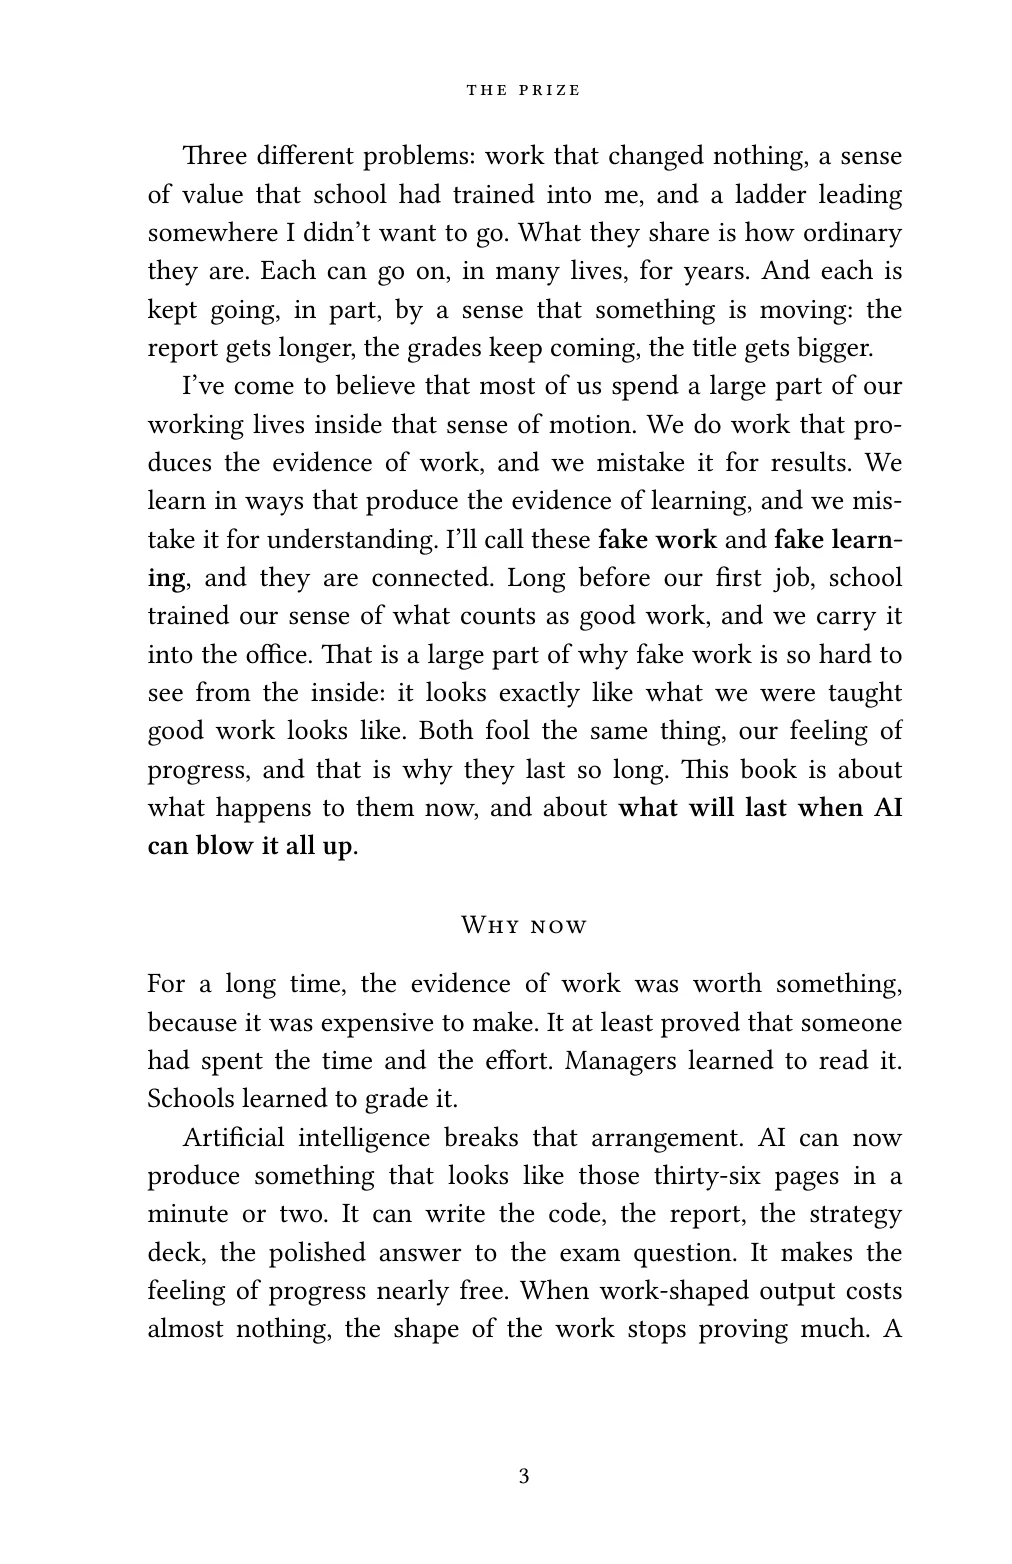 THE PRIZE
Three different problems: work that changed nothing, a sense
of value that school had trained into me, and a ladder leading
somewhere I didn’t want to go. What they share is how ordinary
they are. Each can go on, in many lives, for years. And each is
kept going, in part, by a sense that something is moving: the
report gets longer, the grades keep coming, the title gets bigger.
I’ve come to believe that most of us spend a large part of our
working lives inside that sense of motion. We do work that pro-
duces the evidence of work, and we mistake it for results. We
learn in ways that produce the evidence of learning, and we mis-
take it for understanding. I’ll call these fake work and fake learn-
ing, and they are connected. Long before our first job, school
trained our sense of what counts as good work, and we carry it
into the office. That is a large part of why fake work is so hard to
see from the inside: it looks exactly like what we were taught
good work looks like. Both fool the same thing, our feeling of
progress, and that is why they last so long. This book is about
what happens to them now, and about what will last when AI
can blow it all up.
WHY NOW
For a long time, the evidence of work was worth something,
because it was expensive to make. It at least proved that someone
had spent the time and the effort. Managers learned to read it.
Schools learned to grade it.
Artificial intelligence breaks that arrangement. AI can now
produce something that looks like those thirty-six pages in a
minute or two. It can write the code, the report, the strategy
deck, the polished answer to the exam question. It makes the
feeling of progress nearly free. When work-shaped output costs
almost nothing, the shape of the work stops proving much. A
3